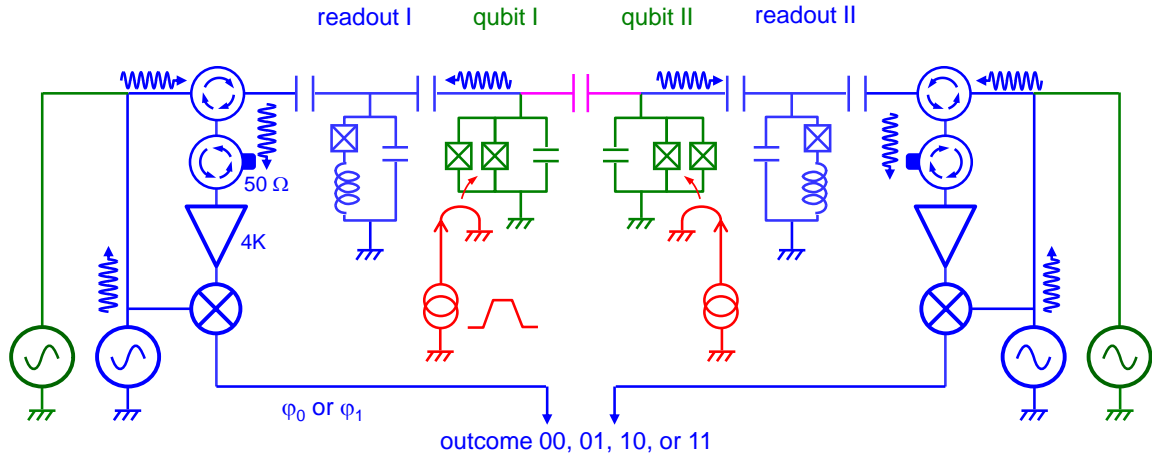 readout I
qubit I
qubit II
readout II
50 Ω
4K
φ0 or φ1
outcome 00, 01, 10, or 11